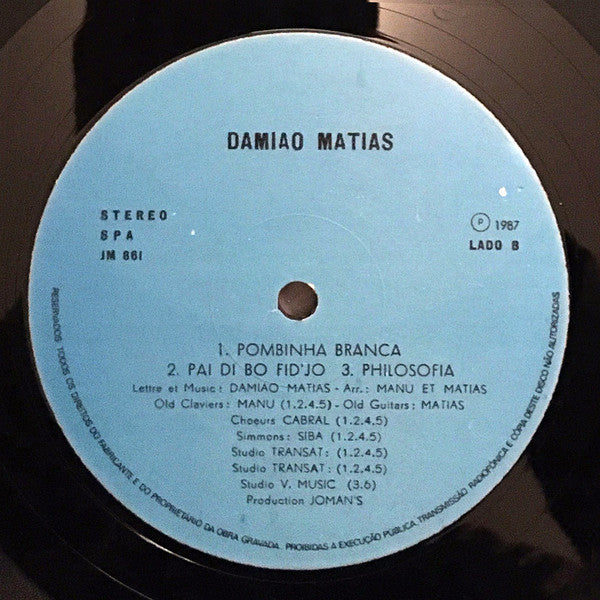 DAMIAO MATIAS
STEREO
SPA
JM 861
Ⓟ 1987
LADO B
1. POMBINHA BRANCA
2. PAI DI BO FID'JO 3. PHILOSOFIA
Lettre et Music: DAMIAO MATIAS - Arr.: MANU ET MATIAS
Old Claviers: MANU (1.2.4.5) - Old Guitars: MATIAS
Choeurs CABRAL (1.2.4.5)
Simmons: SIBA (1.2.4.5)
Studio TRANSAT: (1.2.4.5)
Studio TRANSAT: (1.2.4.5)
Studio V. MUSIC (3.6)
Production JOMAN'S
RESERVADOS TODOS OS DIREITOS DO FABRICANTE E DO PROPRIETARIO DA OBRA GRAVADA. PROIBIDAS A EXECUÇÃO PÚBLICA, TRANSMISSÃO RADIOFÓNICA E CÓPIA DESTE DISCO NÃO AUTORIZADAS